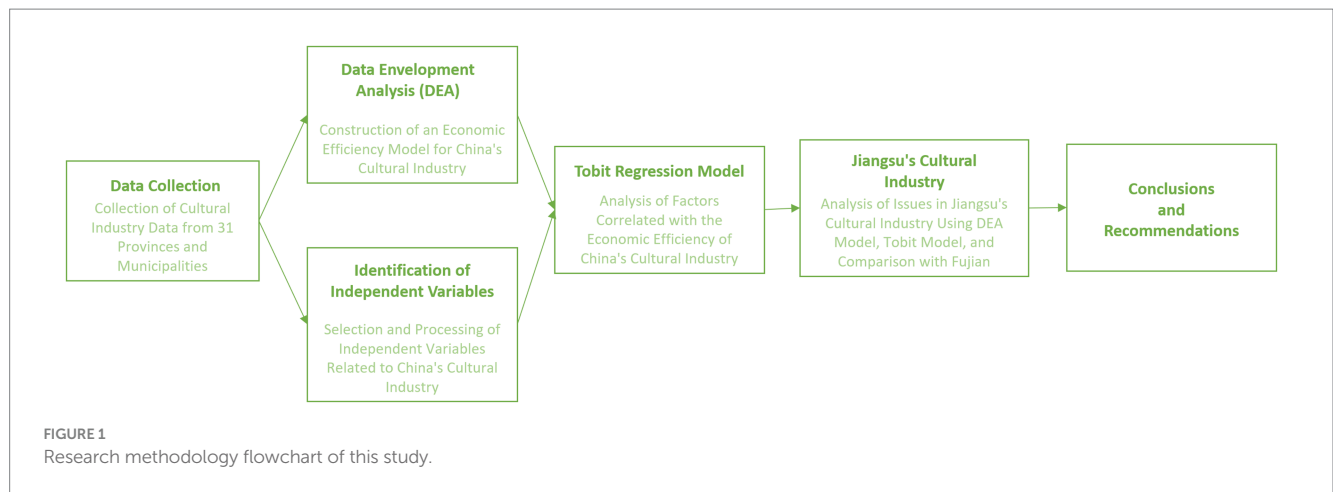 Data Collection
Collection of Cultural
Industry Data from 31
Provinces and
Municipalities
Data Envelopment
Analysis (DEA)
Construction of an Economic
Efficiency Model for China's
Cultural Industry
Identification of
Independent Variables
Selection and Processing of
Independent Variables
Related to China's Cultural
Industry
Tobit Regression Model
Analysis of Factors
Correlated with the
Economic Efficiency of
China's Cultural Industry
Jiangsu's Cultural
Industry
Analysis of Issues in Jiangsu's
Cultural Industry Using DEA
Model, Tobit Model, and
Comparison with Fujian
Conclusions
and
Recommendations
FIGURE 1
Research methodology flowchart of this study.